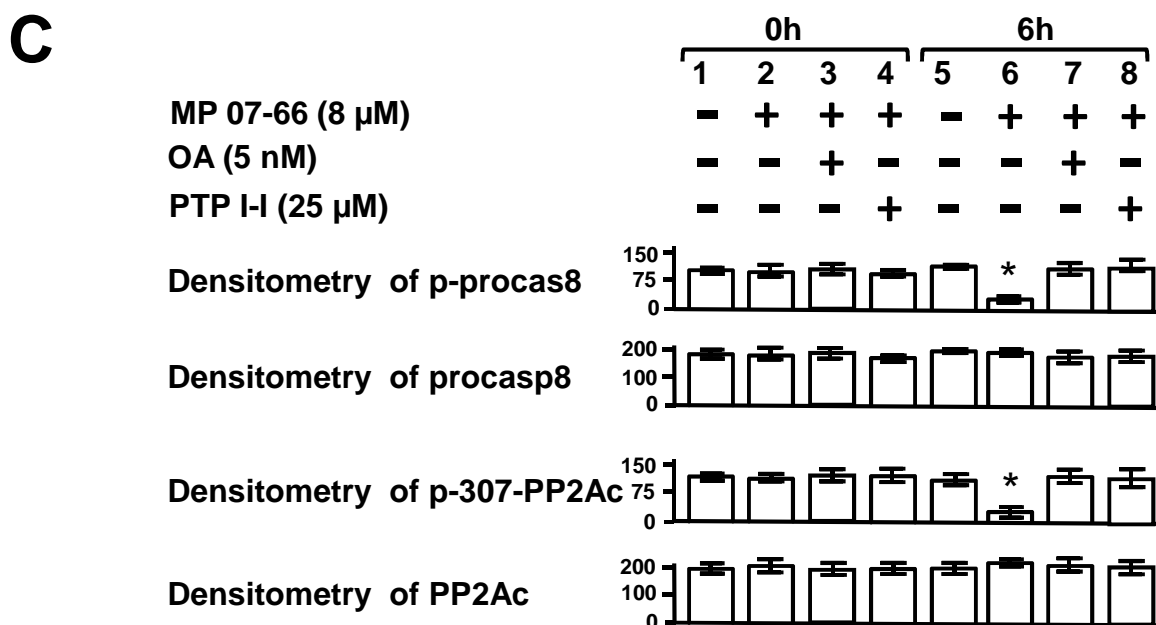 C
0h 6h
1 2 3 4 5 6 7 8
MP 07-66 (8 µM) - + + + - + + +
OA (5 nM) - - + - - - + -
PTP I-I (25 µM) - - - + - - - +
Densitometry of p-procas8
150
75
0
*
Densitometry of procasp8
200
100
0
Densitometry of p-307-PP2Ac
150
75
0
*
Densitometry of PP2Ac
200
100
0